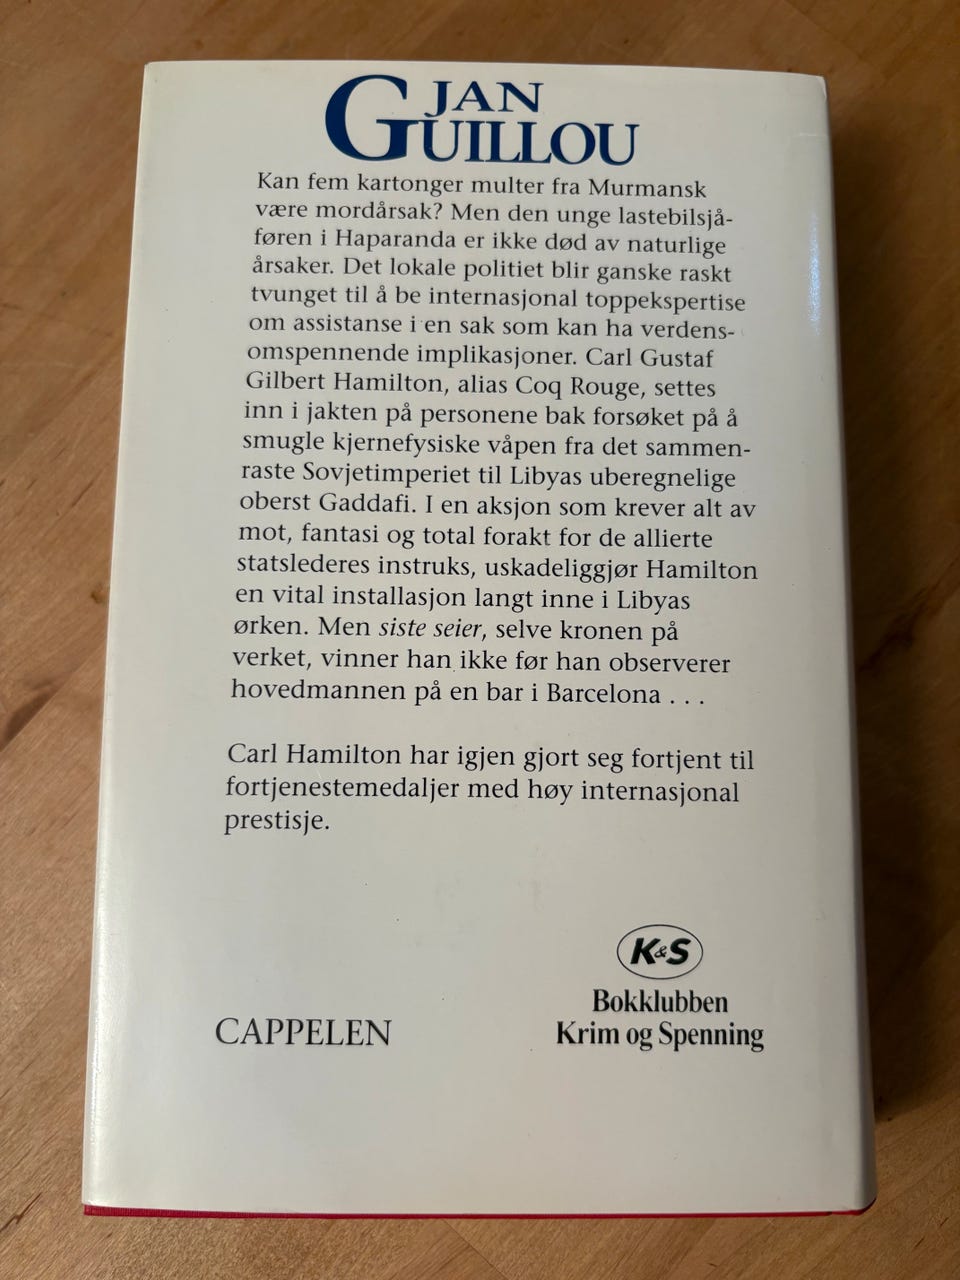 JAN
GUILLOU
Kan fem kartonger multer fra Murmansk
være mordårsak? Men den unge lastebilsjå-
føren i Haparanda er ikke død av naturlige
årsaker. Det lokale politiet blir ganske raskt
tvunget til å be internasjonal toppekspertise
om assistanse i en sak som kan ha verdens-
omspennende implikasjoner. Carl Gustaf
Gilbert Hamilton, alias Coq Rouge, settes
inn i jakten på personene bak forsøket på å
smugle kjernefysiske våpen fra det sammen-
raste Sovjetimperiet til Libyas uberegnelige
oberst Gaddafi. I en aksjon som krever alt av
mot, fantasi og total forakt for de allierte
statslederes instruks, uskadeliggjør Hamilton
en vital installasjon langt inne i Libyas
ørken. Men siste seier, selve kronen på
verket, vinner han ikke før han observerer
hovedmannen på en bar i Barcelona . . .
Carl Hamilton har igjen gjort seg fortjent til
fortjenestemedaljer med høy internasjonal
prestisje.
K&S
Bokklubben
Krim og Spenning
CAPPELEN